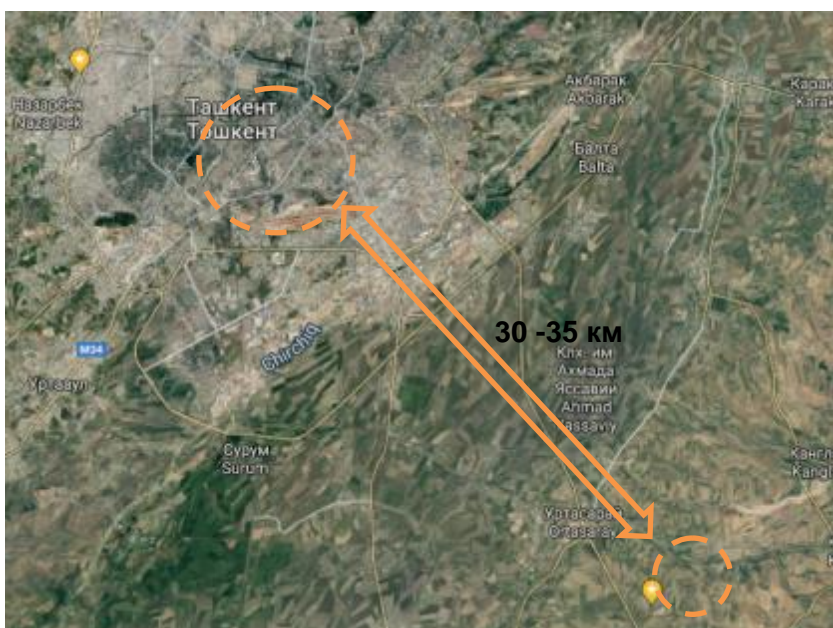 Назарбек
Nazarbek
Ташкент
Тошкент
Акбарак
Akbarak
Карак
Karak
Балта
Balta
30 -35 км
Клх. им
Ахмада
Яссавии
Ahmad
Yassaviy
M34
Chirchiq
Уртааул
Сурум
Surum
Кангл
Kangl
Уртасарай
O'rtasaray